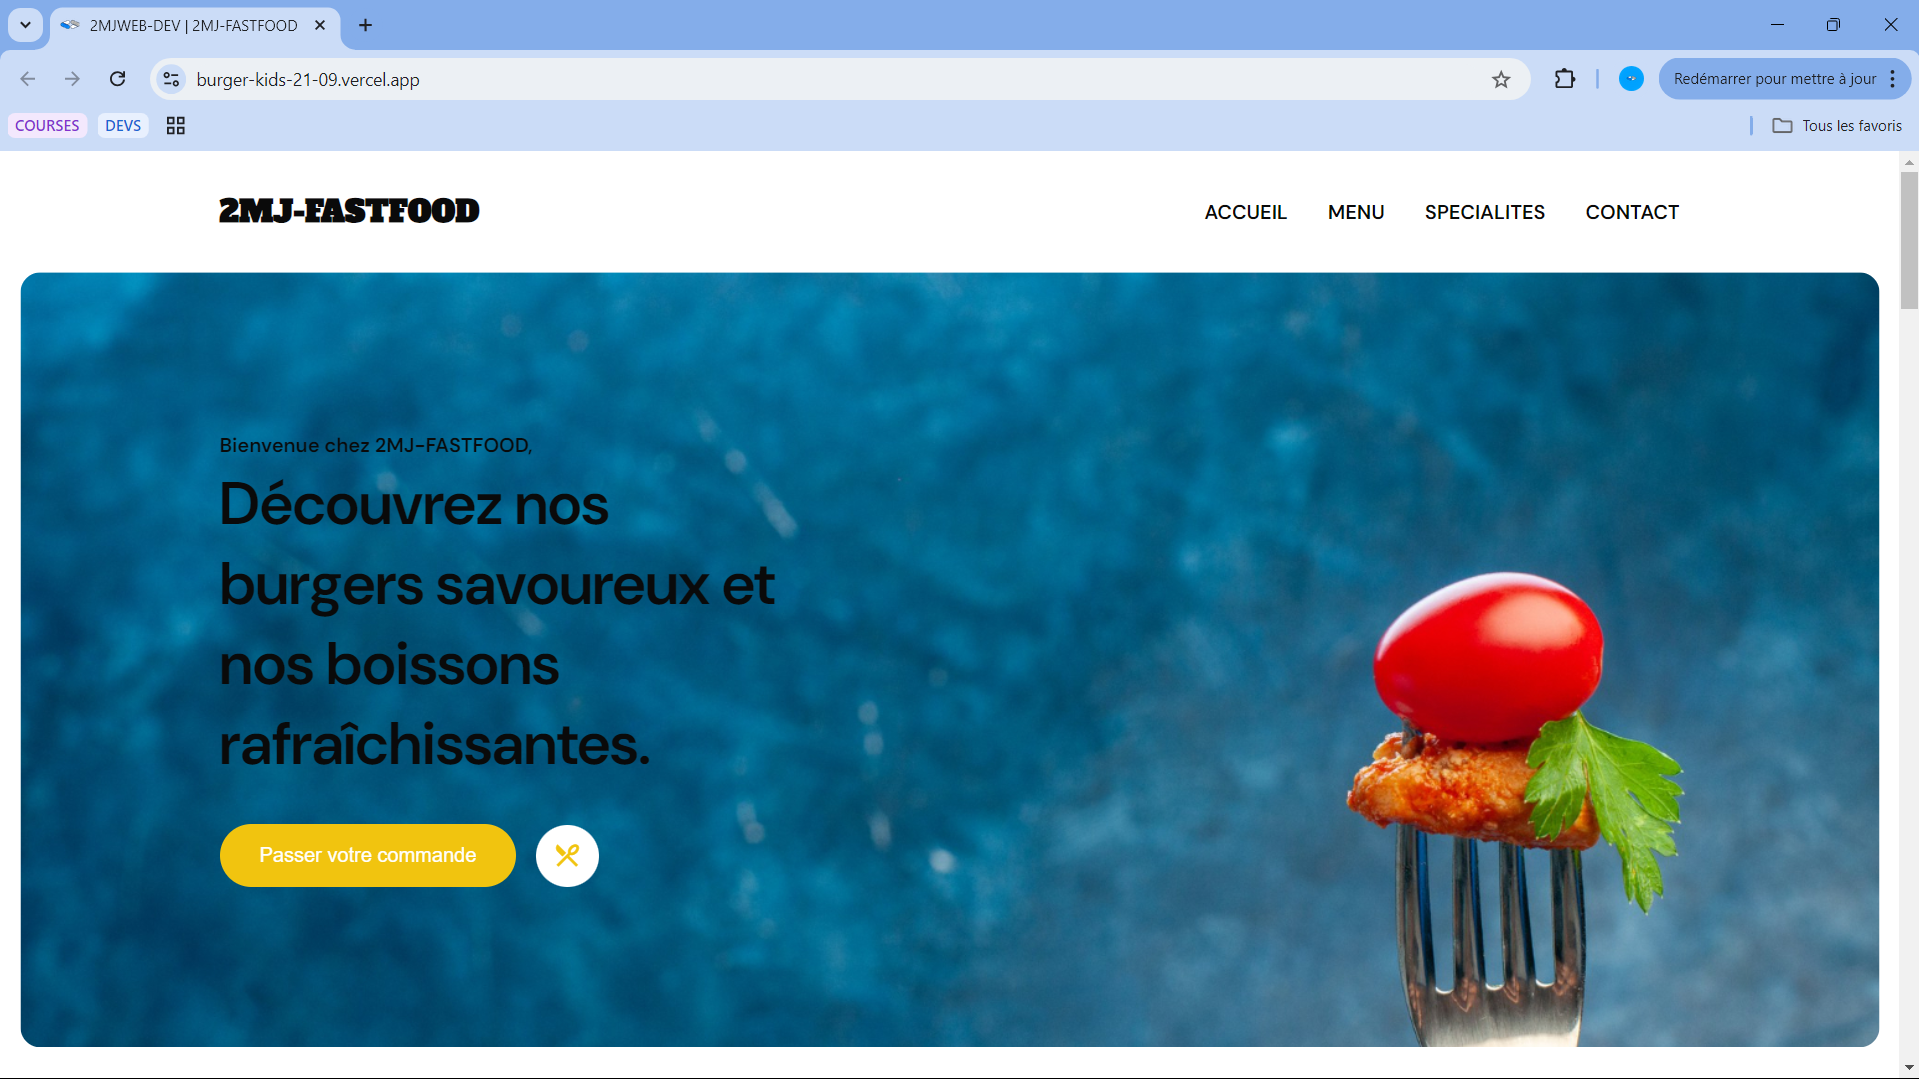 2MJWEB-DEV | 2MJ-FASTFOOD
burger-kids-21-09.vercel.app
Redémarrer pour mettre à jour
COURSES
DEVS
Tous les favoris
2MJ-FASTFOOD
ACCUEIL
MENU
SPECIALITES
CONTACT
Bienvenue chez 2MJ-FASTFOOD,
Découvrez nos
burgers savoureux et
nos boissons
rafraîchissantes.
Passer votre commande